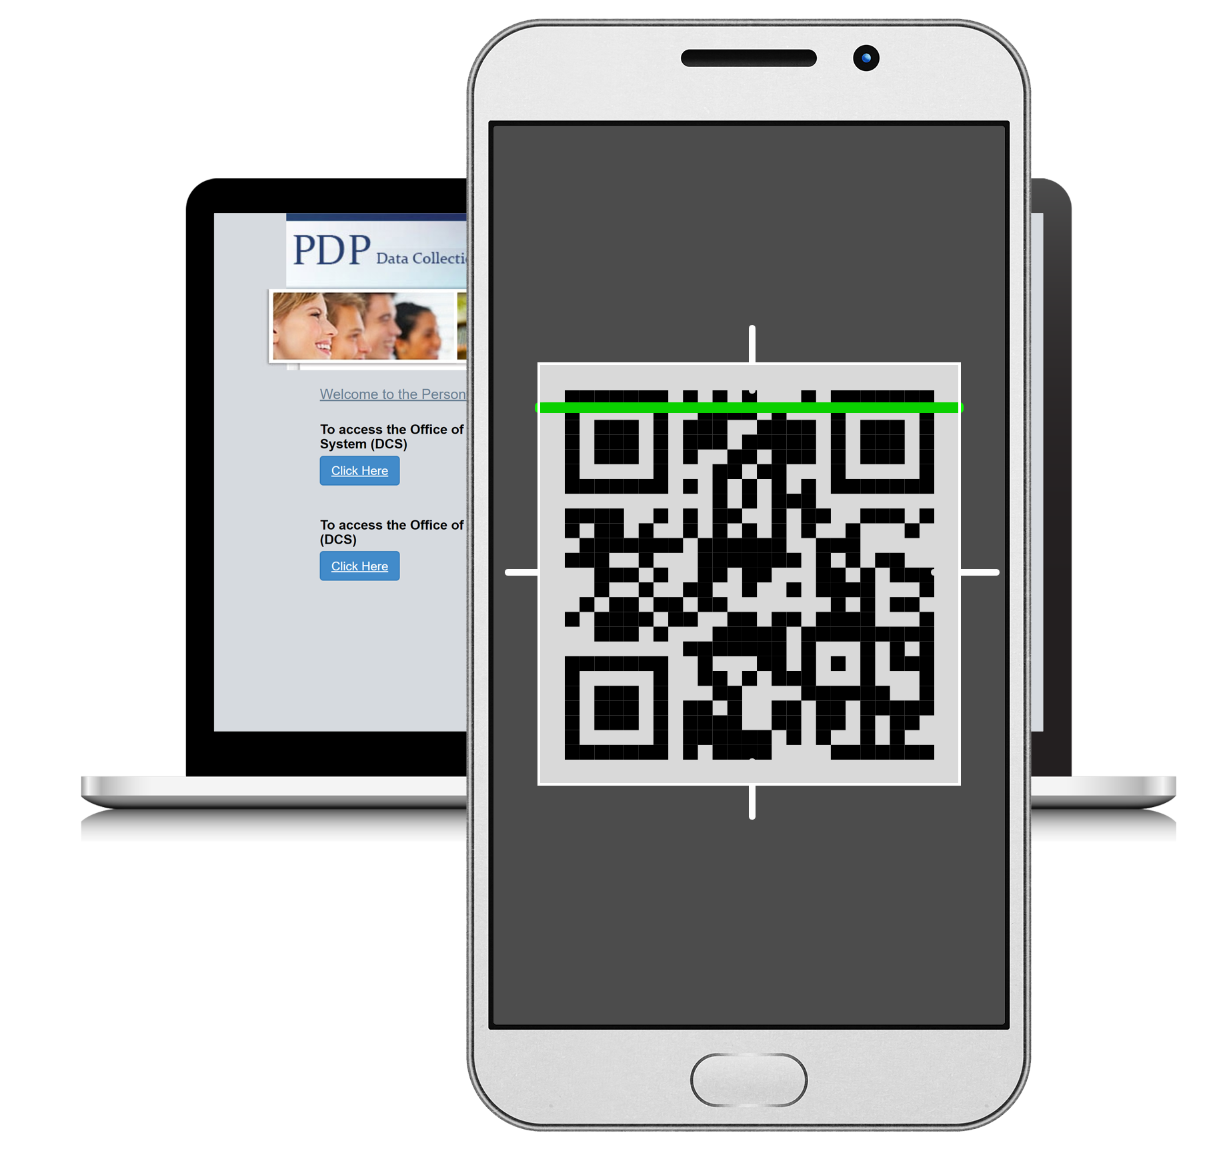 PDP Data Collecti
Welcome to the Person
To access the Office of
System (DCS)
Click Here
To access the Office of
(DCS)
Click Here